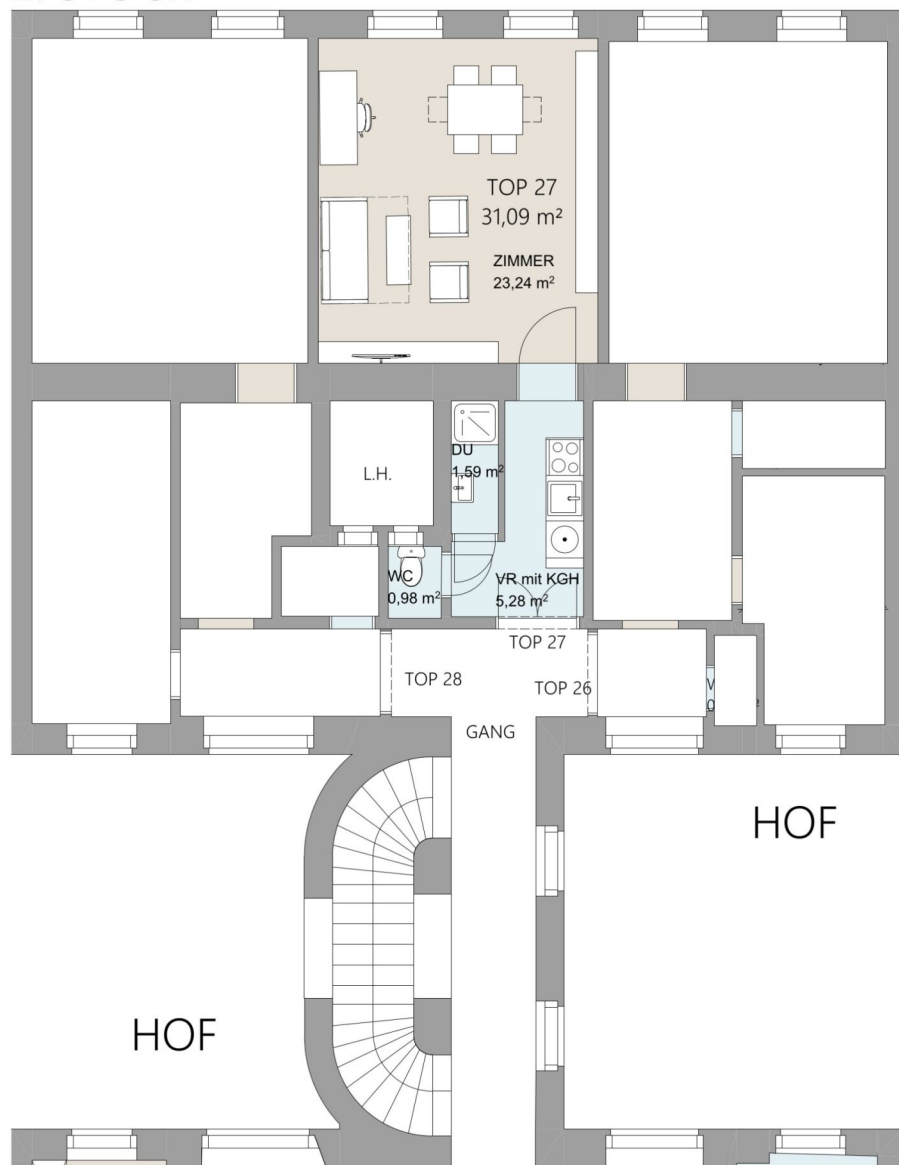 TOP 27
31,09 m²
ZIMMER
23,24 m²
L.H.
DU
1,59 m²
WC
0,98 m²
VR mit KGH
5,28 m²
TOP 27
TOP 28
TOP 26
GANG
HOF
HOF